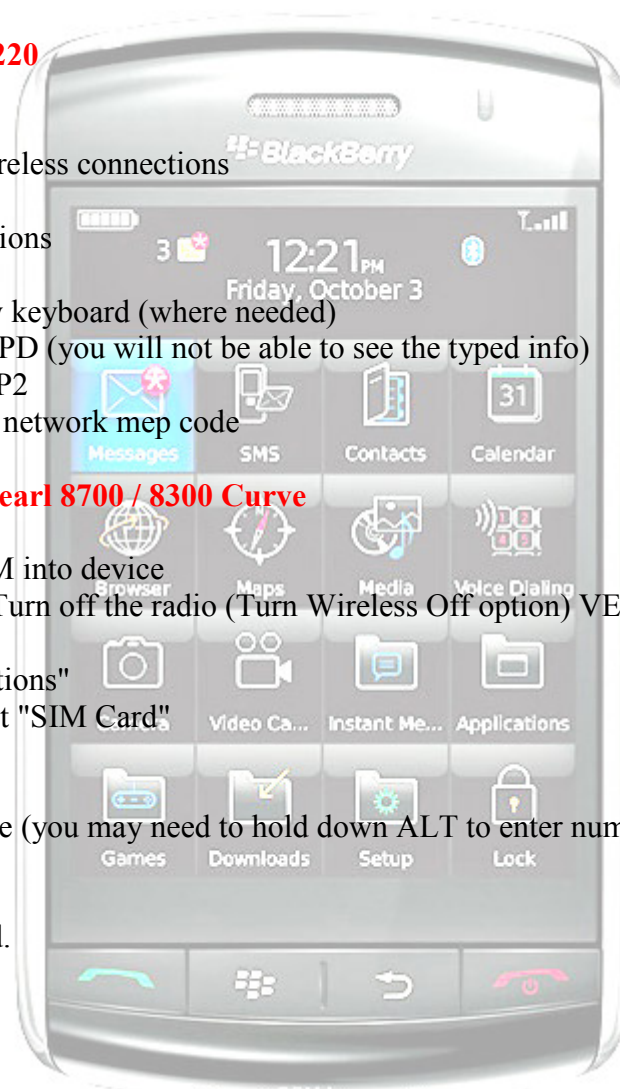 220
BlackBerry
reless connections
ions
3
12:21PM
Friday, October 3
keyboard (where needed)
PD (you will not be able to see the typed info)
P2
network mep code
31
Messages SMS Contacts Calendar
earl 8700 / 8300 Curve
M into device
Browser Maps Media Voice Dialing
Turn off the radio (Turn Wireless Off option) VE
tions"
t "SIM Card"
Camera Video Ca... Instant Me... Applications
e (you may need to hold down ALT to enter num
Games Downloads Setup Lock